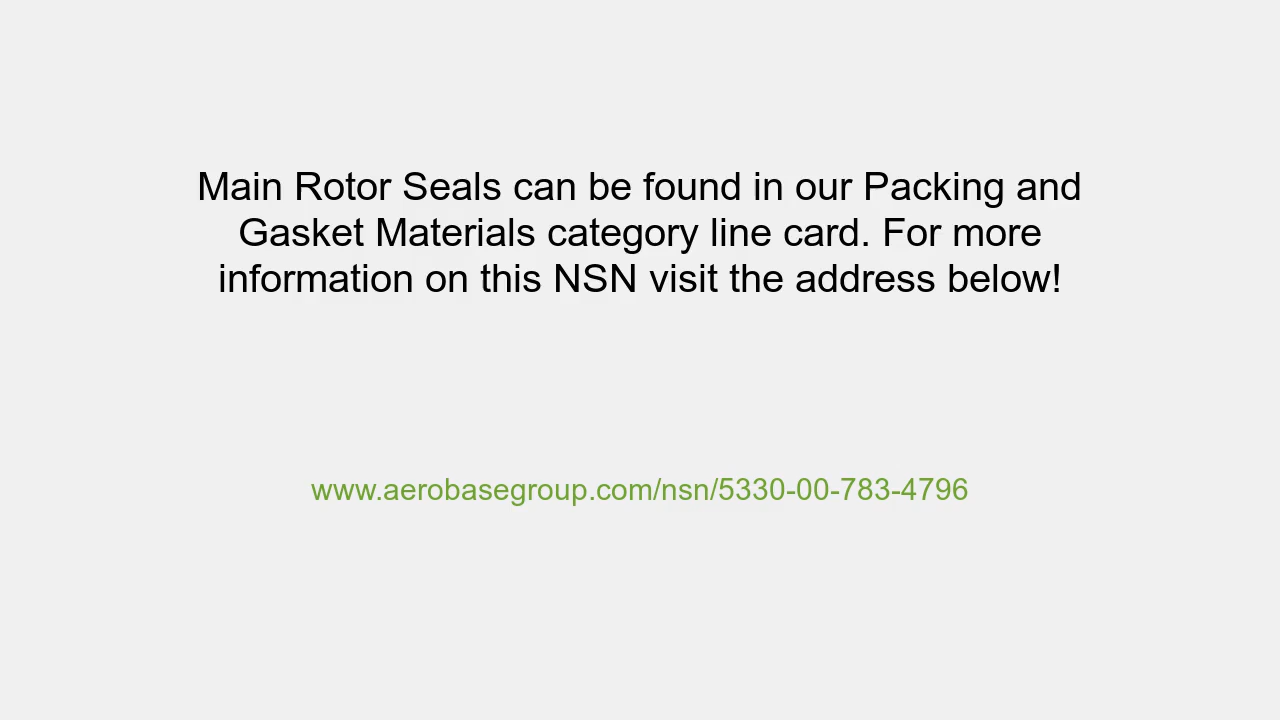 Main Rotor Seals can be found in our Packing and
Gasket Materials category line card. For more
information on this NSN visit the address below!
www.aerobasegroup.com/nsn/5330-00-783-4796